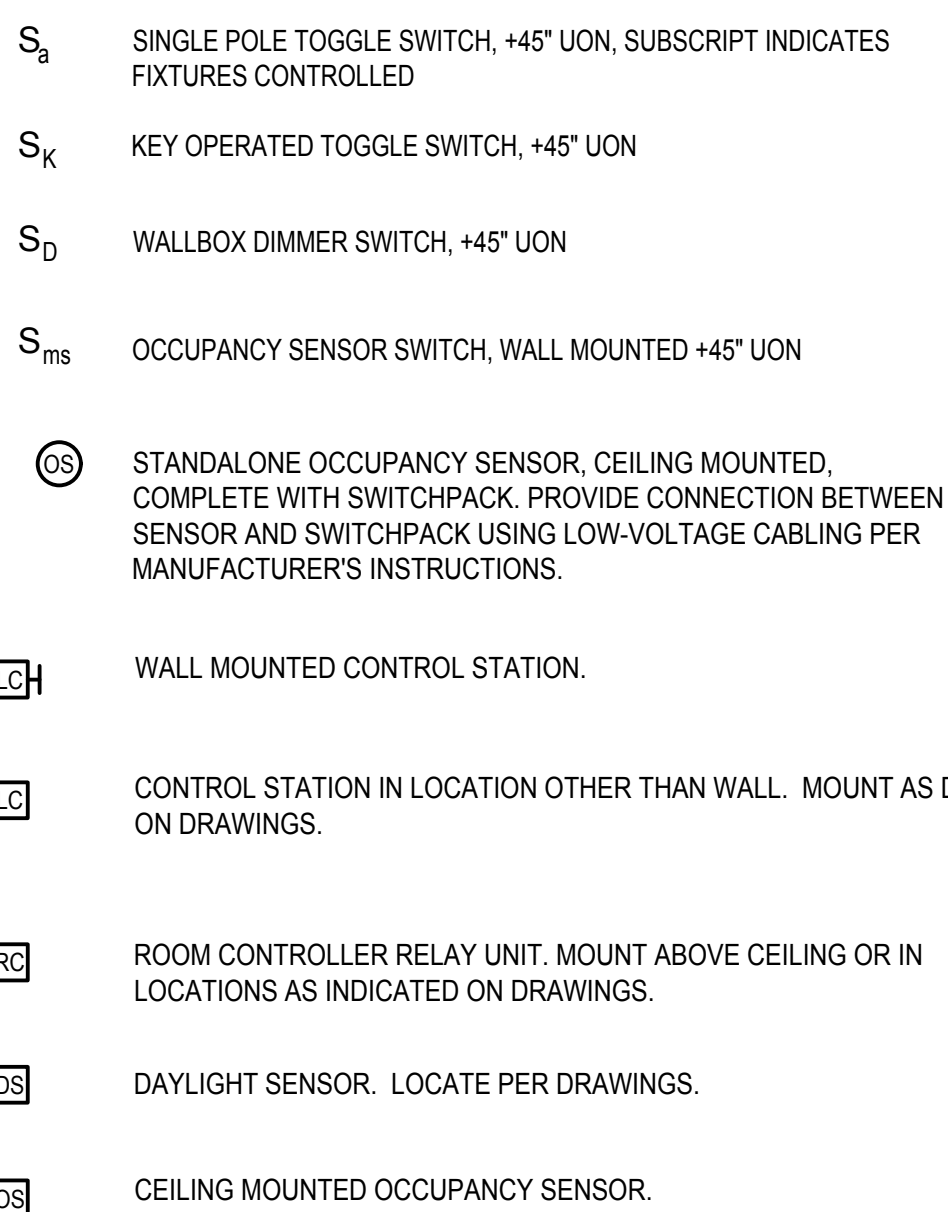 Sa SINGLE POLE TOGGLE SWITCH, +45" UON, SUBSCRIPT INDICATES
FIXTURES CONTROLLED
SK KEY OPERATED TOGGLE SWITCH, +45" UON
SD WALLBOX DIMMER SWITCH, +45" UON
Sms OCCUPANCY SENSOR SWITCH, WALL MOUNTED +45" UON
OS STANDALONE OCCUPANCY SENSOR, CEILING MOUNTED,
COMPLETE WITH SWITCHPACK. PROVIDE CONNECTION BETWEEN
SENSOR AND SWITCHPACK USING LOW-VOLTAGE CABLING PER
MANUFACTURER'S INSTRUCTIONS.
LC WALL MOUNTED CONTROL STATION.
LC CONTROL STATION IN LOCATION OTHER THAN WALL. MOUNT AS
ON DRAWINGS.
RC ROOM CONTROLLER RELAY UNIT. MOUNT ABOVE CEILING OR IN
LOCATIONS AS INDICATED ON DRAWINGS.
DS DAYLIGHT SENSOR. LOCATE PER DRAWINGS.
OS CEILING MOUNTED OCCUPANCY SENSOR.